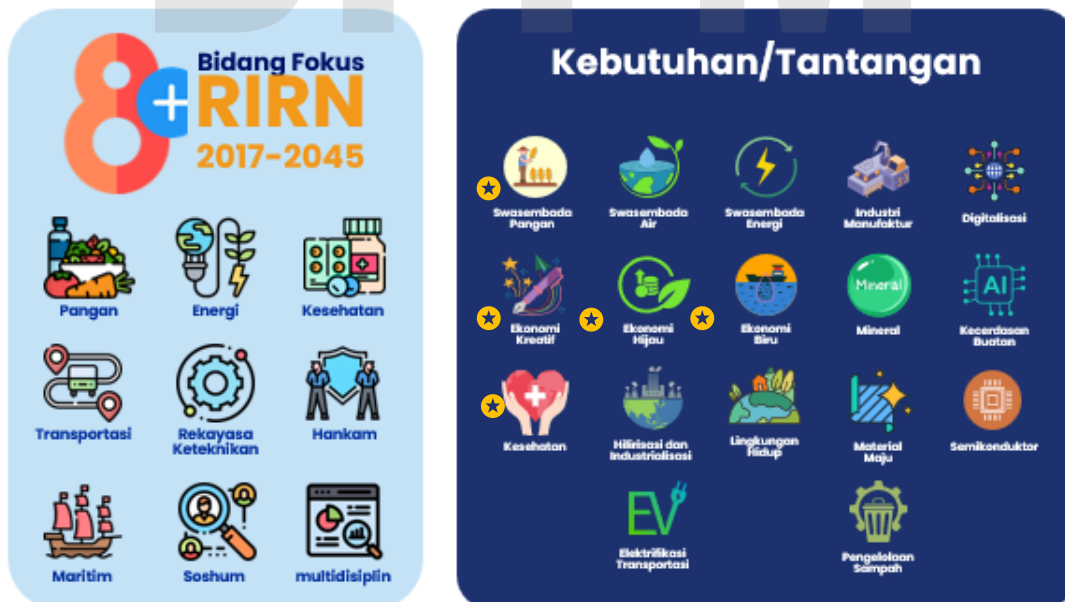 8+
Bidang Fokus
RIRN
2017-2045
Pangan
Energi
Kesehatan
Transportasi
Rekayasa
Keteknikan
Hankam
Maritim
Soshum
multidisiplin
Kebutuhan/Tantangan
Swasembada
Pangan
Swasembada
Air
Swasembada
Energi
Industri
Manufaktur
Digitalisasi
Ekonomi
Kreatif
Ekonomi
Hijau
Ekonomi
Biru
Mineral
Mineral
AI
Kecerdasan
Buatan
Kesehatan
Hilirisasi dan
Industrialisasi
Lingkungan
Hidup
Material
Maju
Semikonduktor
EV
Elektrifikasi
Transportasi
Pengelolaan
Sampah